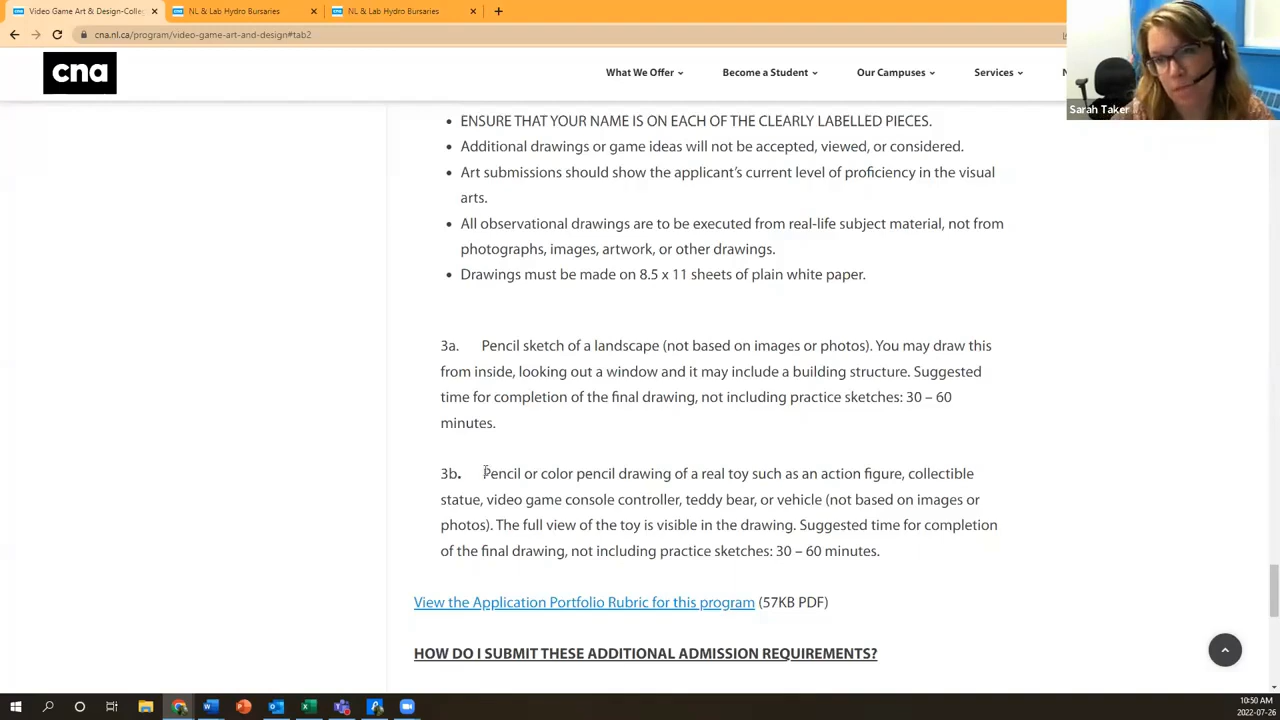 Video Game Art & Design-Colle
NL & Lab Hydro Bursaries
NL & Lab Hydro Bursaries
cna.nl.ca/program/video-game-art-and-design#tab2
cna
What We Offer
Become a Student
Our Campuses
Services
Sarah Taker
• ENSURE THAT YOUR NAME IS ON EACH OF THE CLEARLY LABELLED PIECES.
• Additional drawings or game ideas will not be accepted, viewed, or considered.
• Art submissions should show the applicant’s current level of proficiency in the visual
arts.
• All observational drawings are to be executed from real-life subject material, not from
photographs, images, artwork, or other drawings.
• Drawings must be made on 8.5 x 11 sheets of plain white paper.
3a. Pencil sketch of a landscape (not based on images or photos). You may draw this
from inside, looking out a window and it may include a building structure. Suggested
time for completion of the final drawing, not including practice sketches: 30 – 60
minutes.
3b. Pencil or color pencil drawing of a real toy such as an action figure, collectible
statue, video game console controller, teddy bear, or vehicle (not based on images or
photos). The full view of the toy is visible in the drawing. Suggested time for completion
of the final drawing, not including practice sketches: 30 – 60 minutes.
View the Application Portfolio Rubric for this program (57KB PDF)
HOW DO I SUBMIT THESE ADDITIONAL ADMISSION REQUIREMENTS?
10:50 AM
2022-07-26